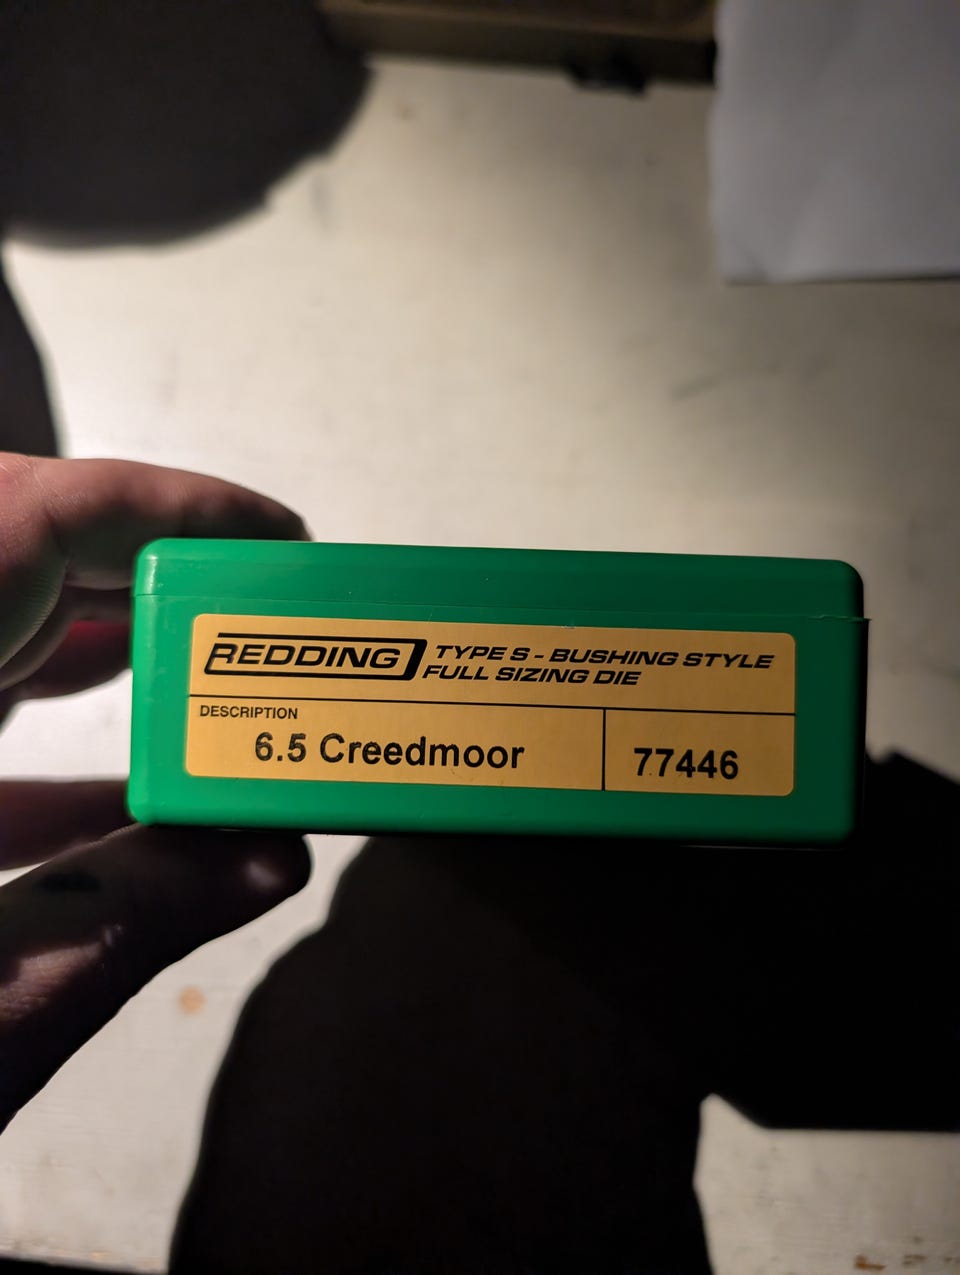 REDDING TYPE S - BUSHING STYLE
FULL SIZING DIE
DESCRIPTION
6.5 Creedmoor 77446